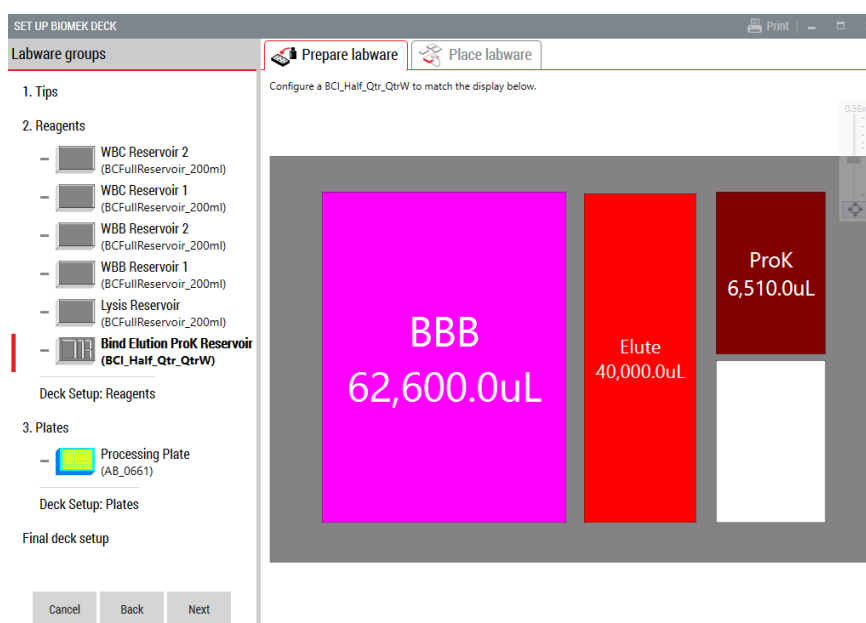 SET UP BIOMEK DECK
Print
Labware groups
Prepare labware
Place labware
Configure a BCI_Half_Qtr_QtrW to match the display below.
1. Tips
2. Reagents
WBC Reservoir 2
(BCFullReservoir_200ml)
WBC Reservoir 1
(BCFullReservoir_200ml)
WBB Reservoir 2
(BCFullReservoir_200ml)
WBB Reservoir 1
(BCFullReservoir_200ml)
Lysis Reservoir
(BCFullReservoir_200ml)
Bind Elution ProK Reservoir
(BCI_Half_Qtr_QtrW)
Deck Setup: Reagents
3. Plates
Processing Plate
(AB_0661)
Deck Setup: Plates
Final deck setup
Cancel
Back
Next
0.56x
BBB
62,600.0uL
Elute
40,000.0uL
ProK
6,510.0uL